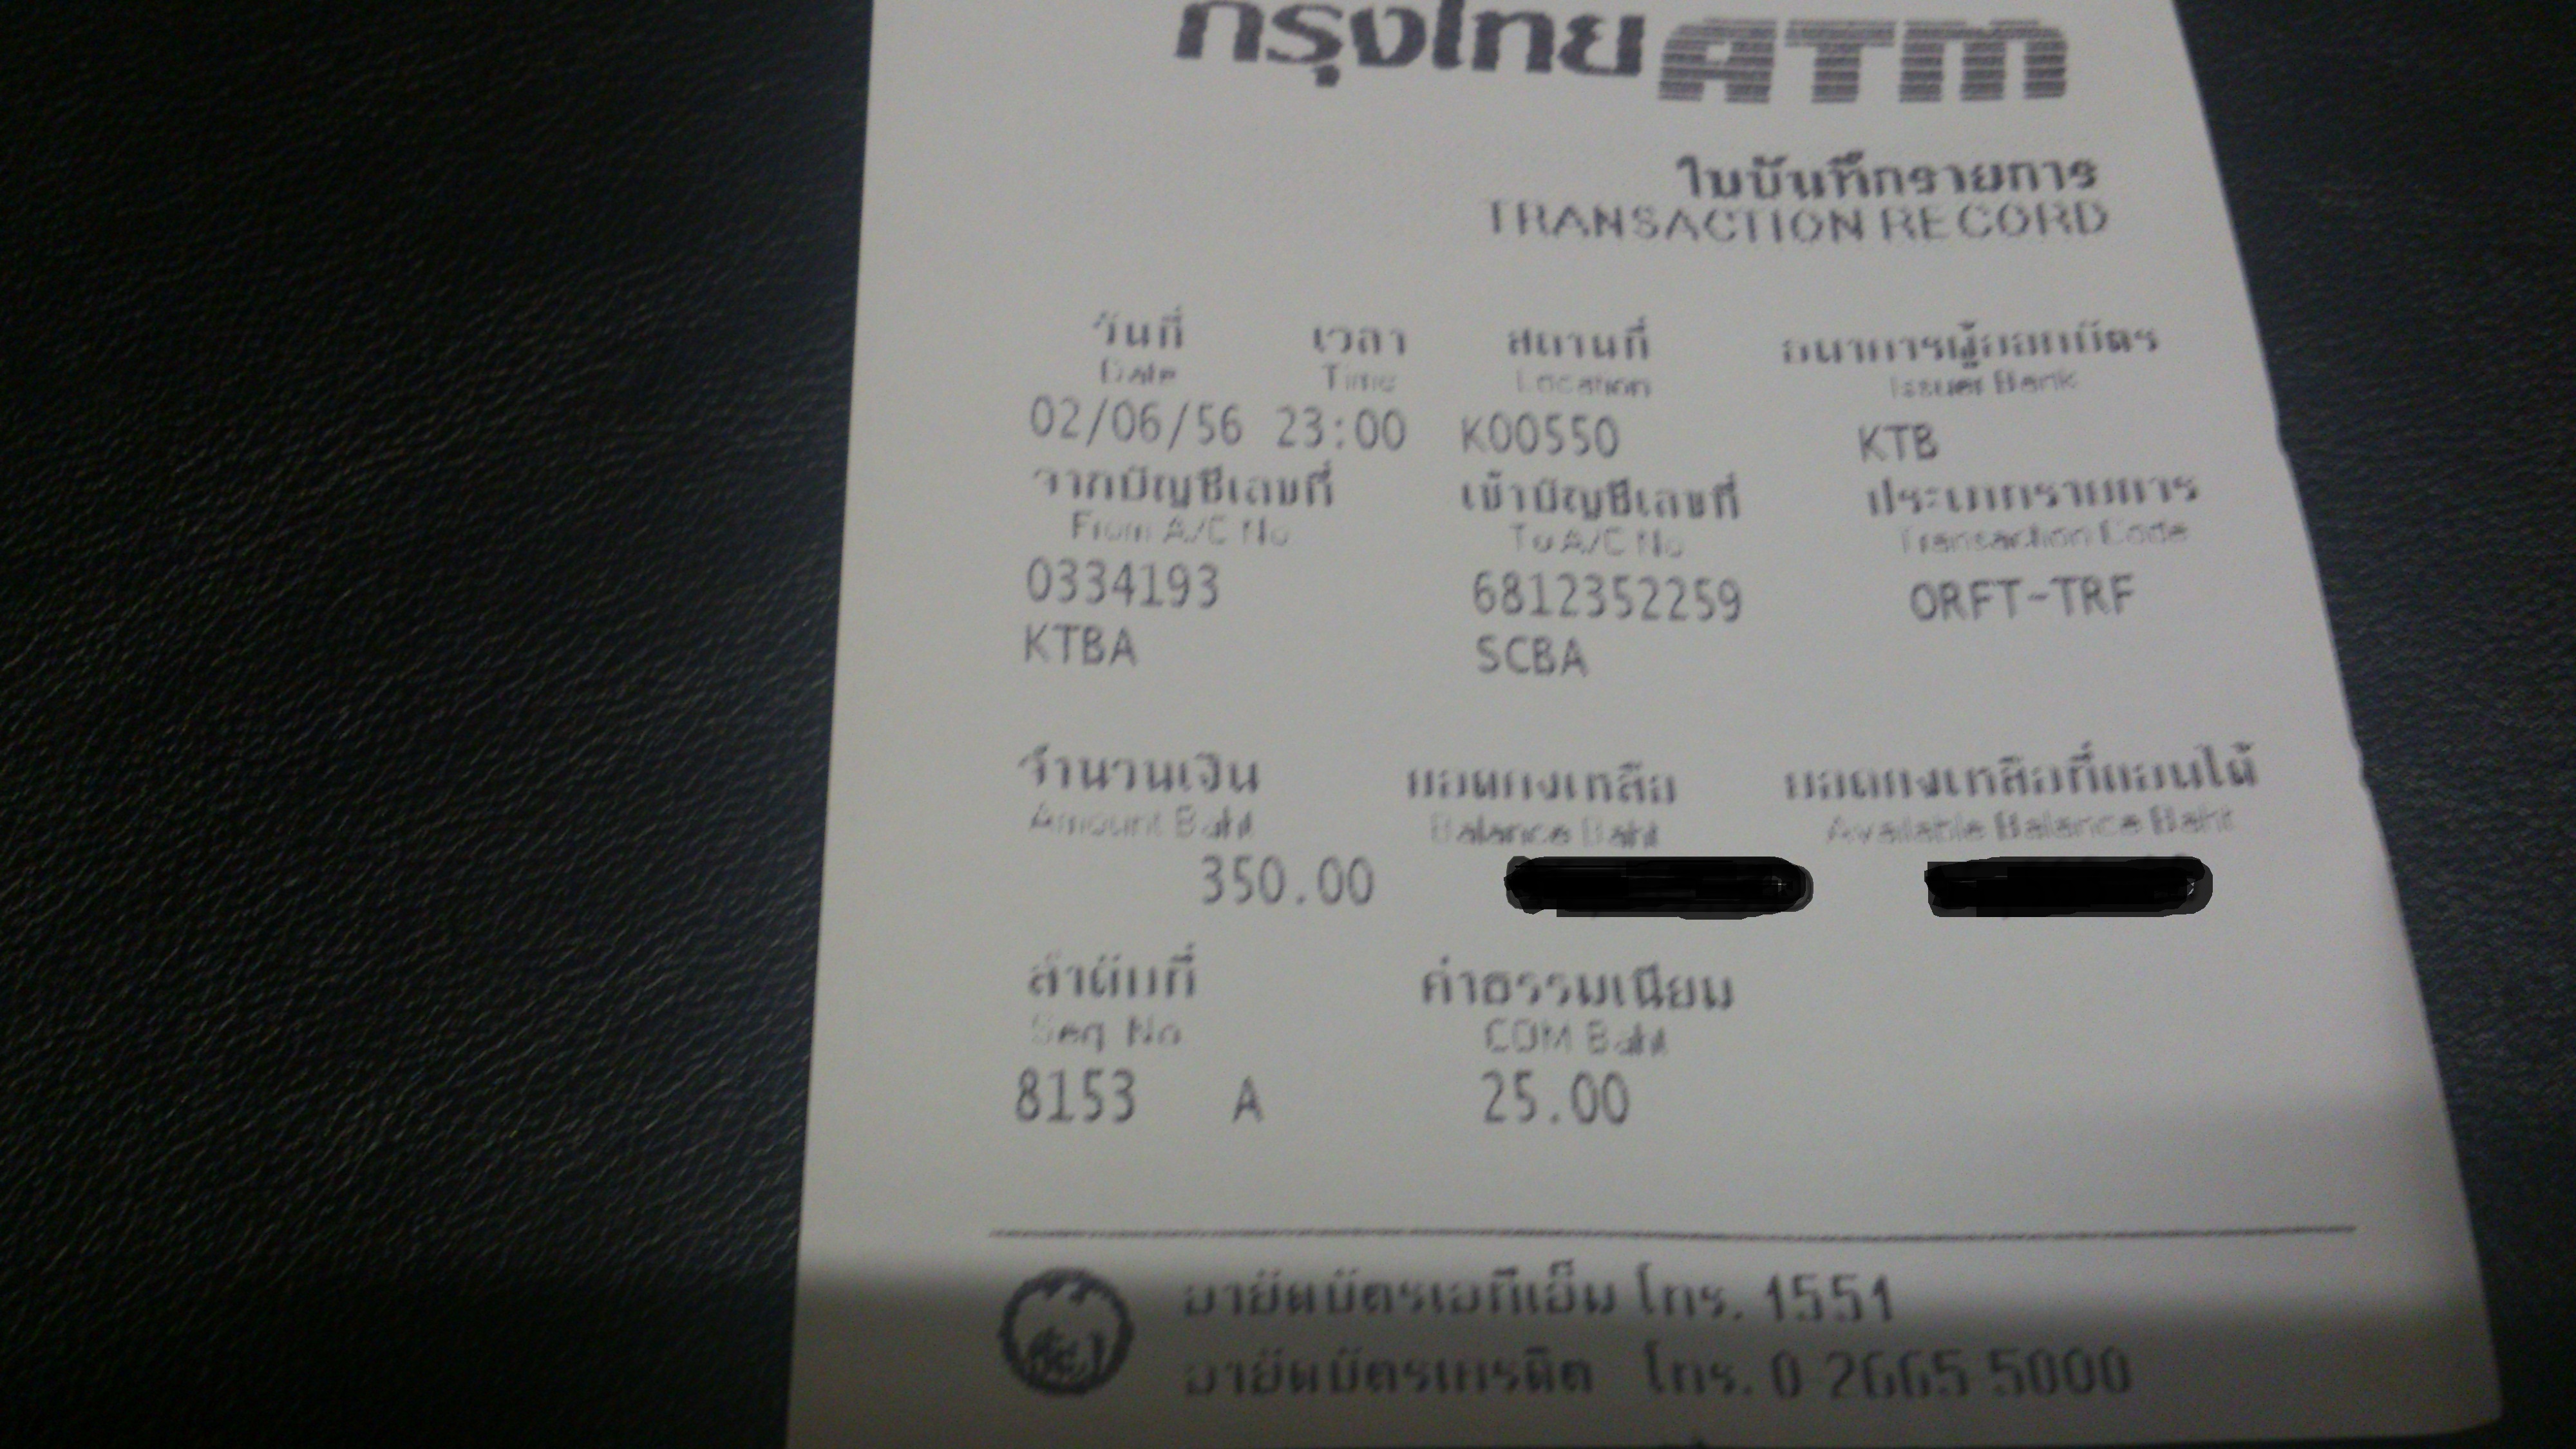 กรุงไทย ATM
ใบบันทึกรายการ
TRANSACTION RECORD
วันที่ เวลา สถานที่ ธนาคารผู้ออกบัตร
Date Time Location Issuer Bank
02/06/56 23:00 K00550 KTB
จากบัญชีเลขที่ เข้าบัญชีเลขที่ ประเภทรายการ
From A/C No To A/C No Transaction Code
0334193 6812352259 ORFT-TRF
KTBA SCBA
จำนวนเงิน ยอดคงเหลือ ยอดคงเหลือที่ถอนได้
Amount Baht Balance Baht Available Balance Baht
350.00
ลำดับที่ ค่าธรรมเนียม
Seq No COM Baht
8153 A 25.00
อายัดบัตรเอทีเอ็ม โทร. 1551
อายัดบัตรเครดิต โทร. 0 2665 5000